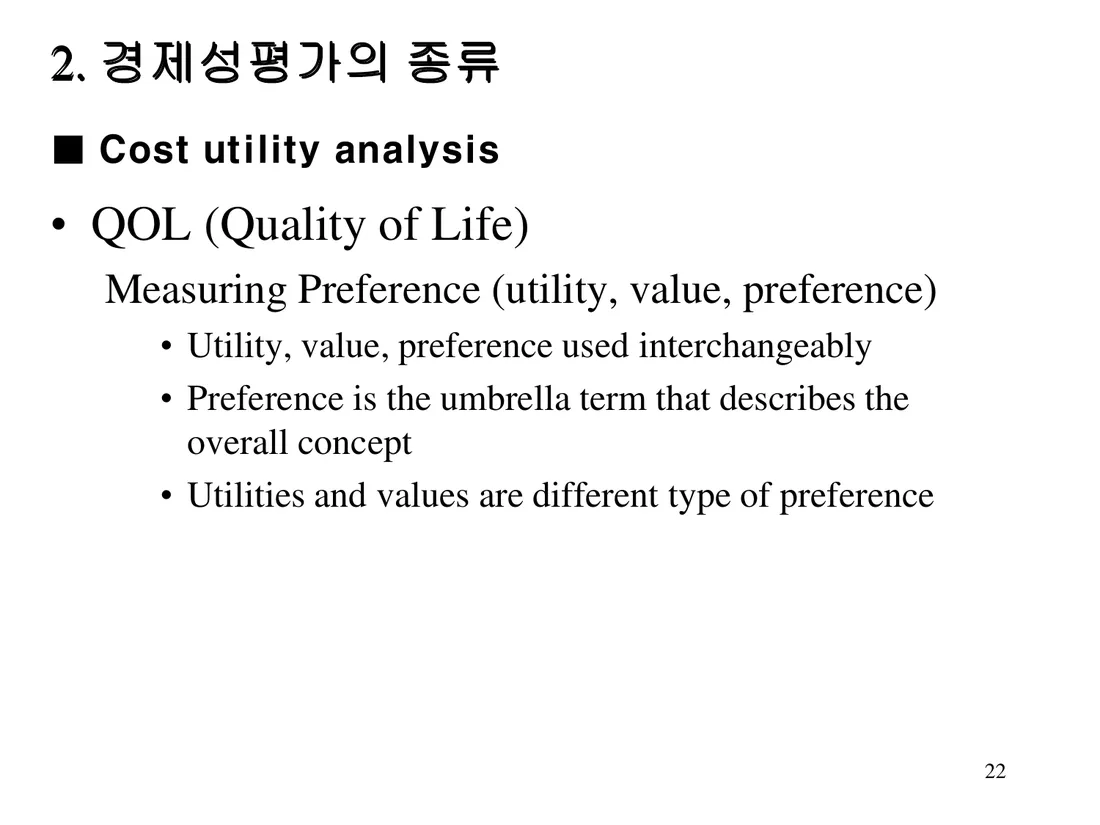 2. 경제성평가의 종류
■ Cost utility analysis
• QOL (Quality of Life)
Measuring Preference (utility, value, preference)
• Utility, value, preference used interchangeably
• Preference is the umbrella term that describes the
overall concept
• Utilities and values are different type of preference
22